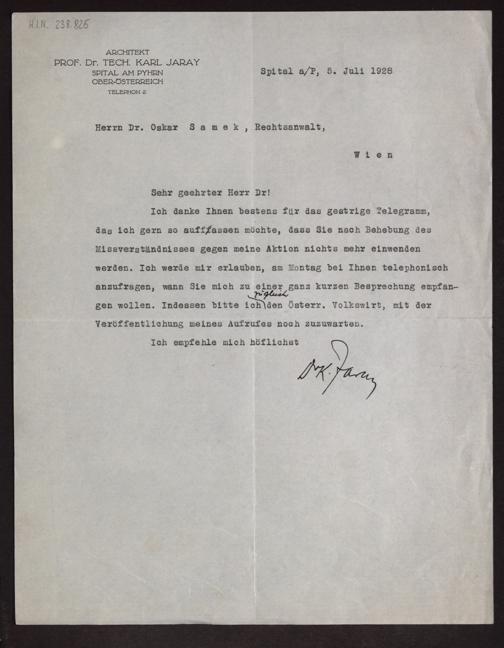 H.I.N. 238.826
ARCHITEKT
PROF. Dr. TECH. KARL JARAY
SPITAL AM PYHRN
OBER-ÖSTERREICH
TELEPHON 2
Spital a/P, 5. Juli 1928
Herrn Dr. Oskar S a m e k , Rechtsanwalt,
W i e n
Sehr geehrter Herr Dr!
Ich danke Ihnen bestens für das gestrige Telegramm,
das ich gern so auffassen möchte, dass Sie nach Behebung des
Missverständnisses gegen meine Aktion nichts mehr einwenden
werden. Ich werde mir erlauben, am Montag bei Ihnen telephonisch
anzufragen, wann Sie mich zu einer ganz kurzen Besprechung empfan-
zugleich
gen wollen. Indessen bitte ich den Österr. Volkswirt, mit der
Veröffentlichung meines Aufrufes noch zuzuwarten.
Ich empfehle mich höflichst
Dr K. Jaray